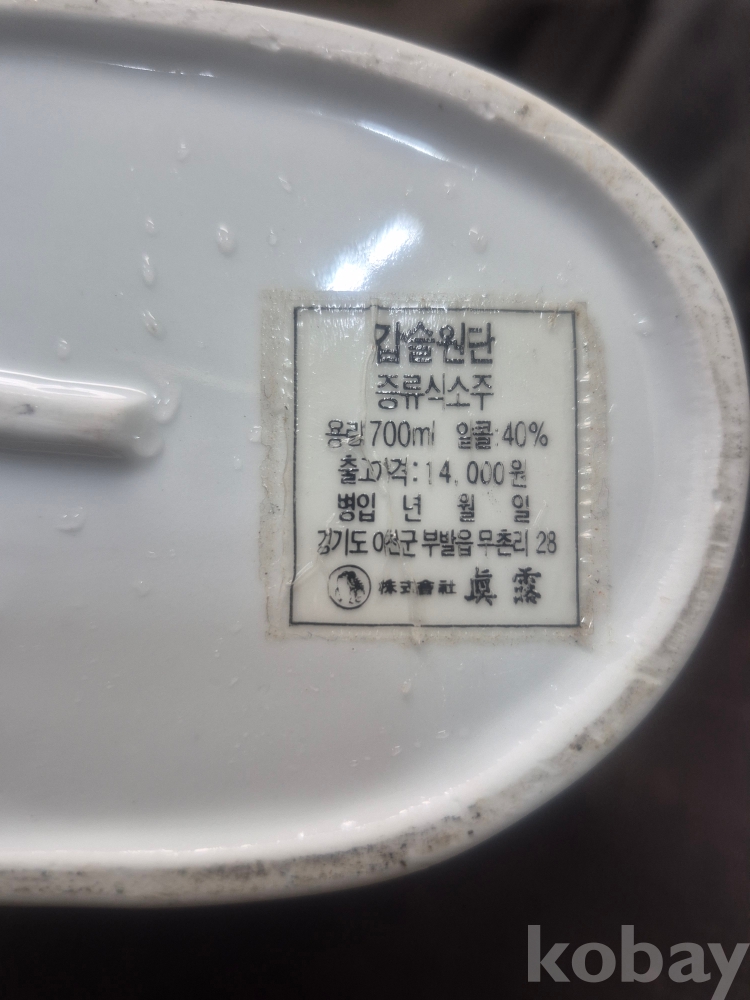 갑술원단
증류식소주
용량 700ml 알콜:40%
출고가격:14,000원
병입 년 월 일
경기도 이천군 부발읍 무촌리 28
株式會社 眞露
kobay